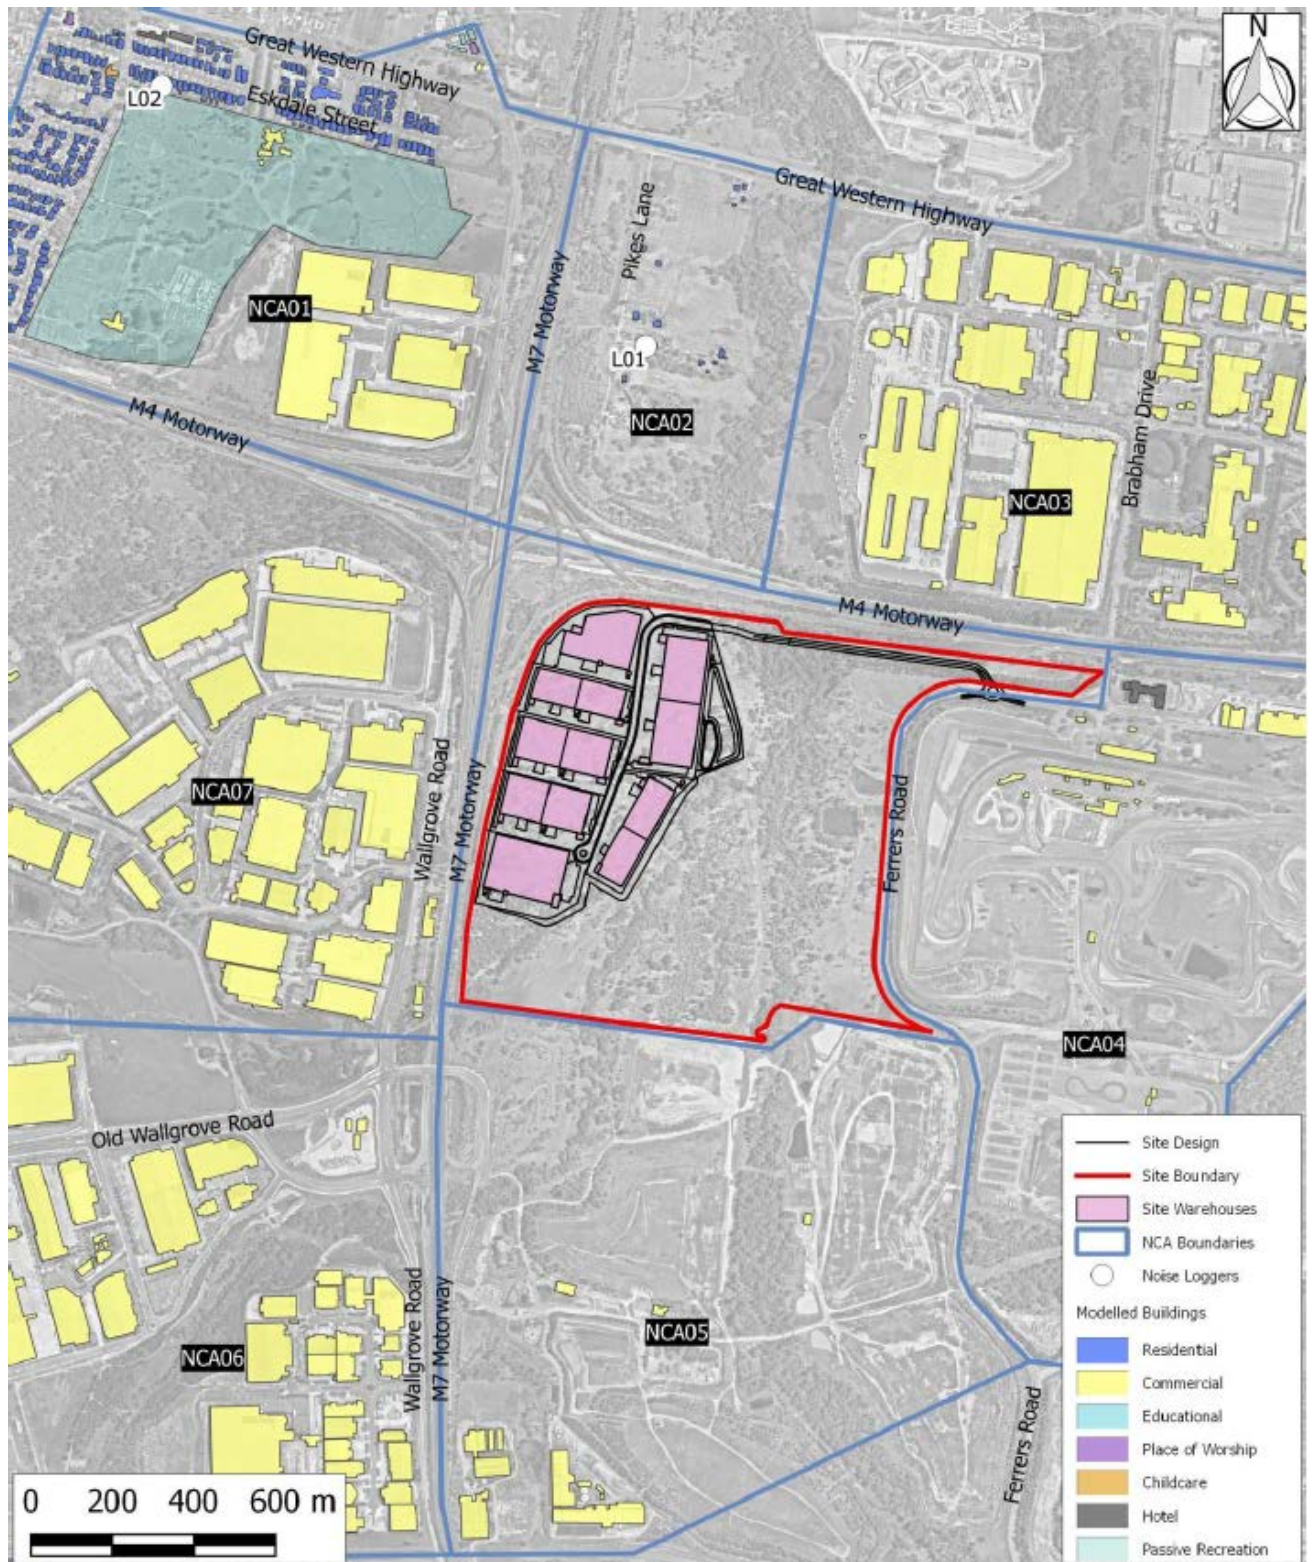 N
Great Western Highway
L02
Eskdale Street
Great Western Highway
Pikes Lane
M7 Motorway
NCA01
L01
M4 Motorway
NCA02
Brabham Drive
NCA03
M4 Motorway
NCA07
Wallgrove Road
M7 Motorway
Ferrers Road
NCA04
Old Wallgrove Road
Wallgrove Road
M7 Motorway
NCA05
NCA06
Ferrers Road
0 200 400 600 m
Site Design
Site Boundary
Site Warehouses
NCA Boundaries
Noise Loggers
Modelled Buildings
Residential
Commercial
Educational
Place of Worship
Childcare
Hotel
Passive Recreation